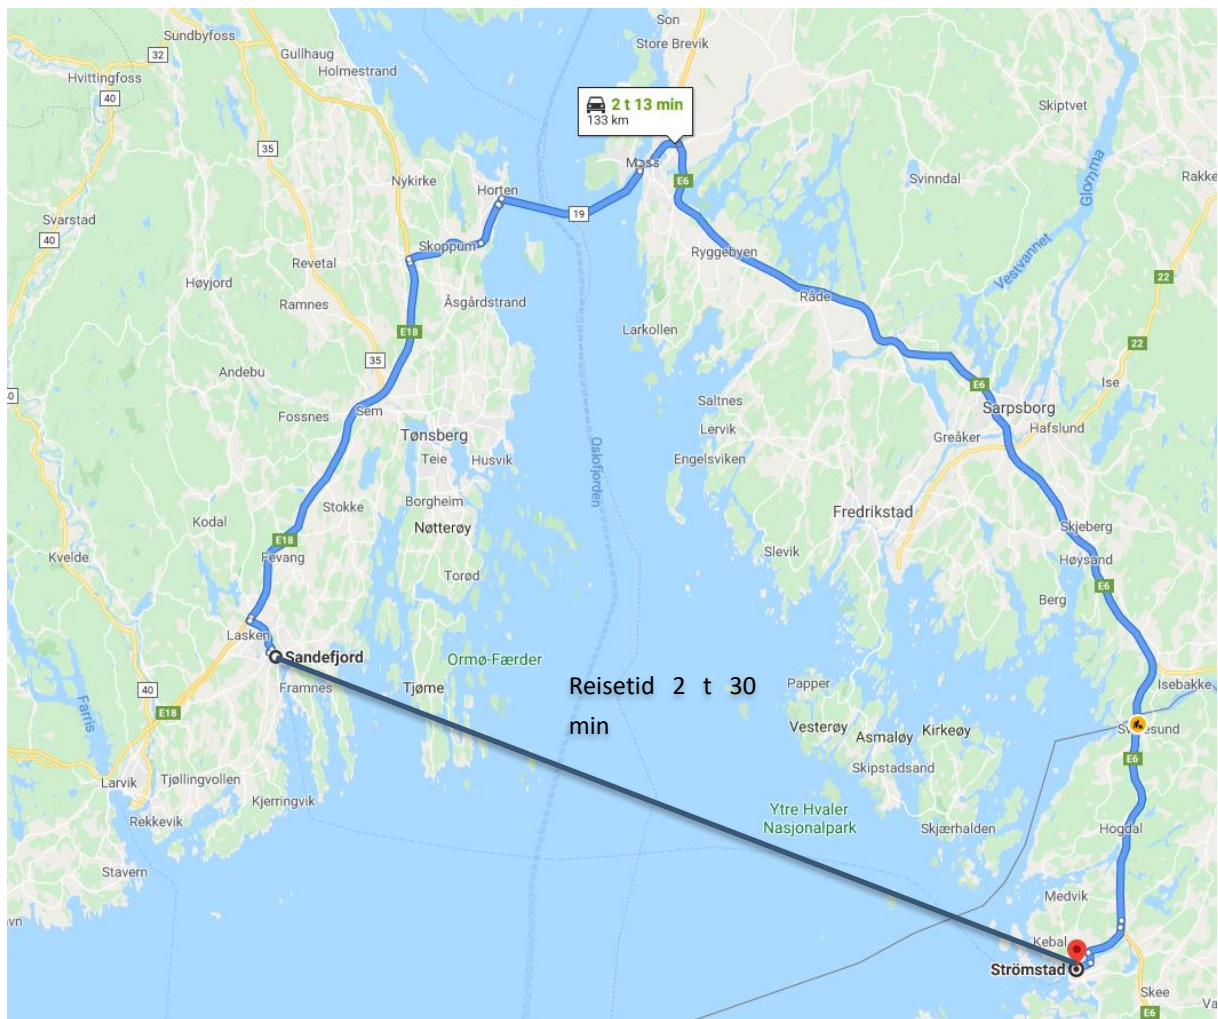 Son
Sundbyfoss
Store Brevik
32
Gullhaug
Holmestrand
Hvittingfoss
40
2 t 13 min
133 km
Skiptvet
35
Glomma
Moss
Svinndal
Rakke
E6
Nykirke
Horten
19
Svarstad
40
Skoppum
Ryggebyen
Vestvannet
Revetal
Høyjord
22
Råde
Ramnes
Åsgårdstrand
E18
Larkollen
22
35
Andebu
E6
Ise
Saltnes
Sem
Fossnes
Sarpsborg
Lervik
Hafslund
Tønsberg
Greåker
Teie
Husvik
Engelsviken
Oslofjorden
Borgheim
Stokke
Fredrikstad
Kodal
Nøtterøy
Skjeberg
E18
Slevik
Kvelde
Fevang
Høysand
Torød
E6
Berg
Lasken
Sandefjord
Ormø-Færder
Reisetid 2 t 30
min
Papper
Isebakke
Framnes
Tjøme
40
Farris
E18
Vesterøy
Kirkeøy
Svinesund
Asmaløy
E6
Skipstadsand
Larvik
Tjøllingvollen
Kjerringvik
Ytre Hvaler
Nasjonalpark
Rekkevik
Skjærhalden
Hogdal
Stavern
Medvik
vn
Kebal
Strömstad
Skee
Va
E6